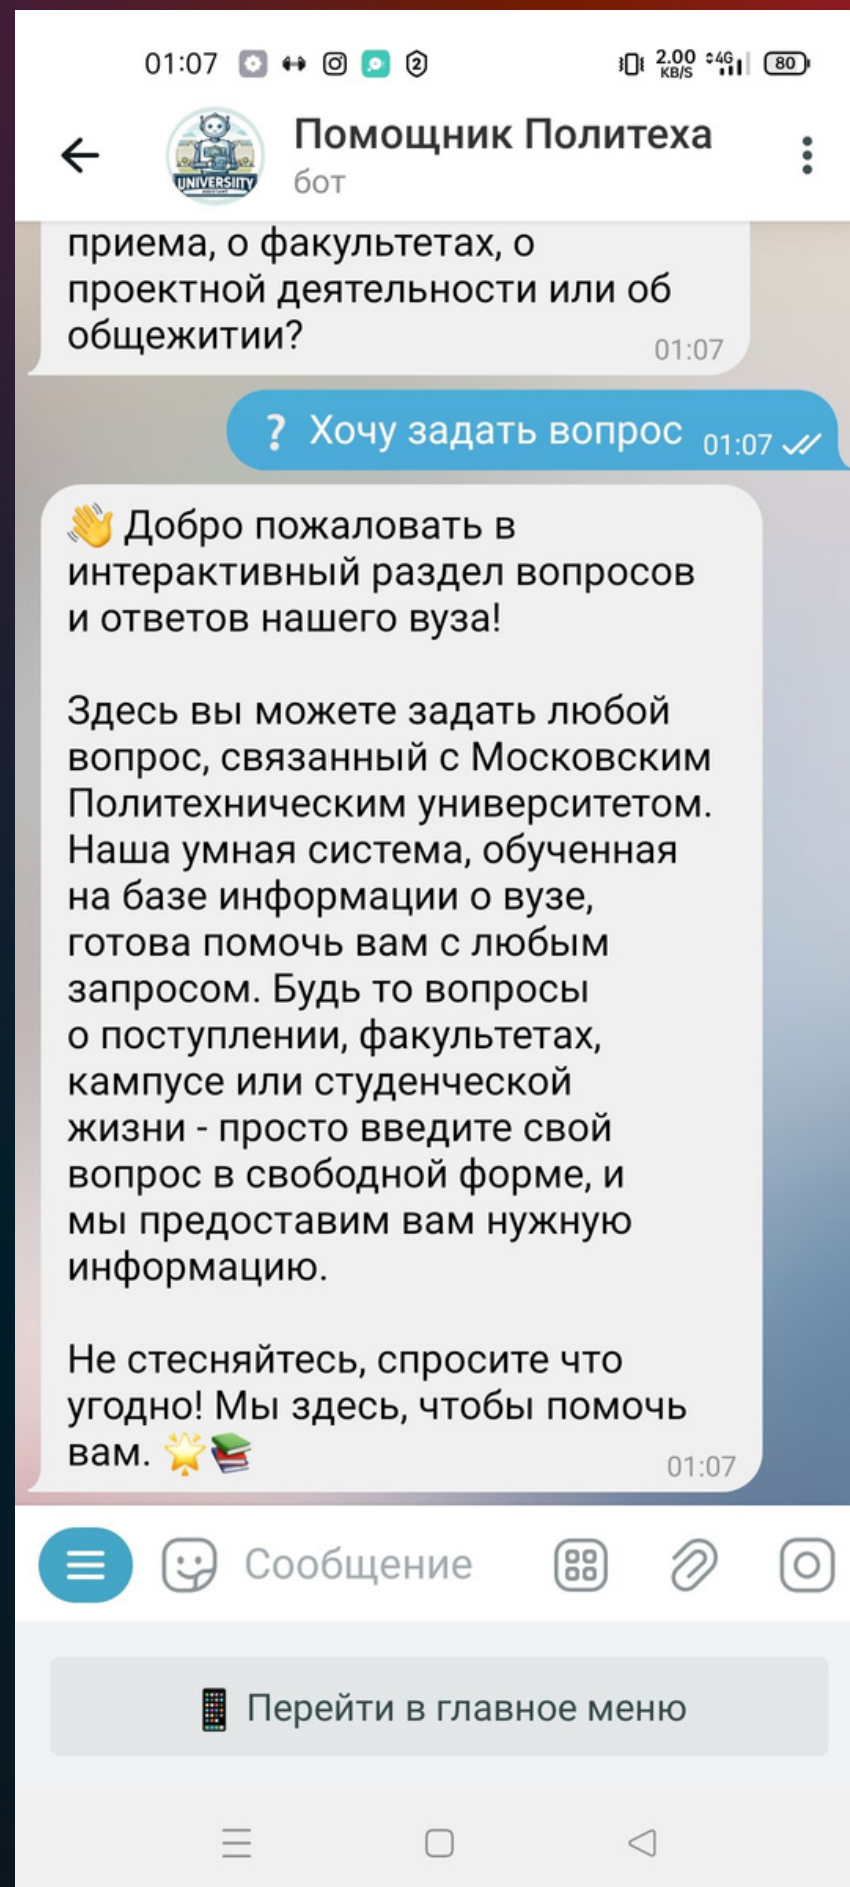 01:07 2 2.00 KB/S 4G 80
Помощник Политеха
UNIVERSIITY
бот
приема, о факультетах, о
проектной деятельности или об
общежитии?
01:07
? Хочу задать вопрос 01:07
👋 Добро пожаловать в
интерактивный раздел вопросов
и ответов нашего вуза!
Здесь вы можете задать любой
вопрос, связанный с Московским
Политехническим университетом.
Наша умная система, обученная
на базе информации о вузе,
готова помочь вам с любым
запросом. Будь то вопросы
о поступлении, факультетах,
кампусе или студенческой
жизни - просто введите свой
вопрос в свободной форме, и
мы предоставим вам нужную
информацию.
Не стесняйтесь, спросите что
угодно! Мы здесь, чтобы помочь
вам. 🌟📚
01:07
Сообщение
📱 Перейти в главное меню